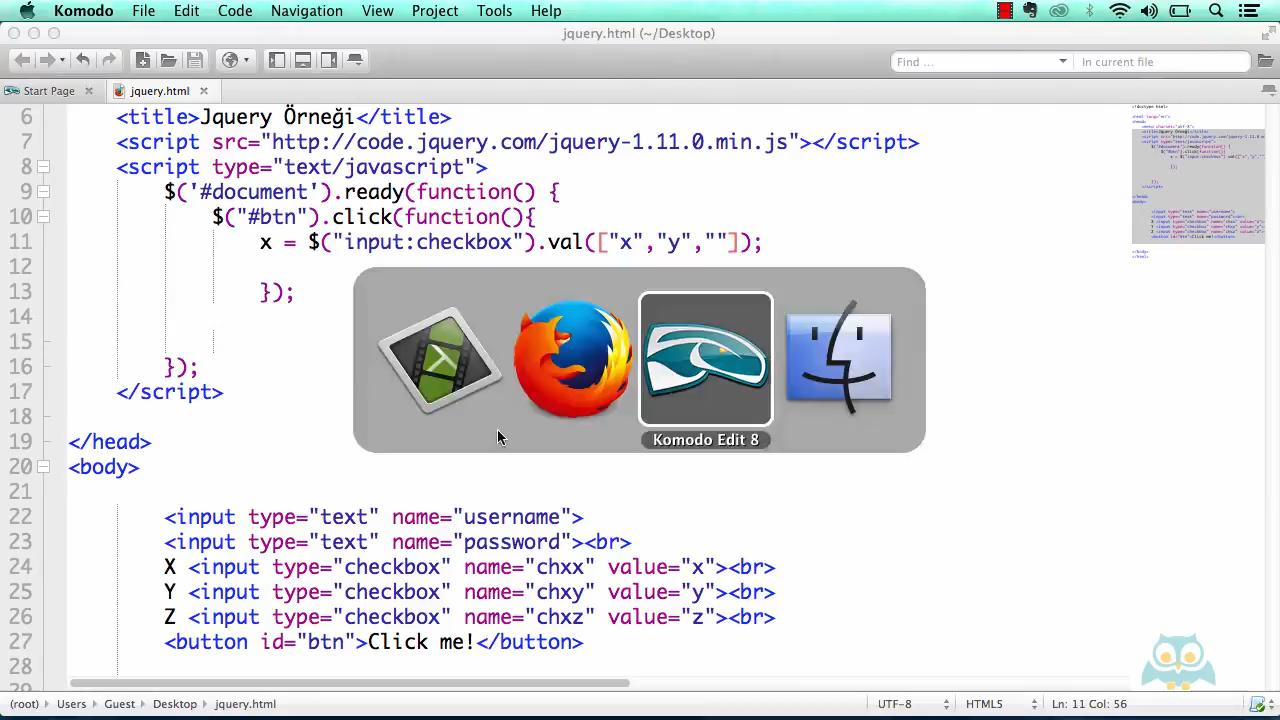 Komodo File Edit Code Navigation View Project Tools Help
jquery.html (~/Desktop)
Find ... In current file
Start Page jquery.html
6 <title>Jquery Örneği</title>
7 <script src="http://code.jquery.com/jquery-1.11.0.min.js"></script>
<script type="text/javascript">
9 $('#document').ready(function() {
10 $("#btn").click(function(){
x = $("input:checkbox").val(["x","y",""]);
13 });
14
15
16 });
17 </script>
18
19 </head>
20 <body>
21
22 <input type="text" name="username">
23 <input type="text" name="password"><br>
24 X <input type="checkbox" name="chxx" value="x"><br>
25 Y <input type="checkbox" name="chxy" value="y"><br>
26 Z <input type="checkbox" name="chxz" value="z"><br>
27 <button id="btn">Click me!</button>
28
Komodo Edit 8
(root) Users Guest Desktop jquery.html UTF-8 HTML5 Ln: 11 Col: 56